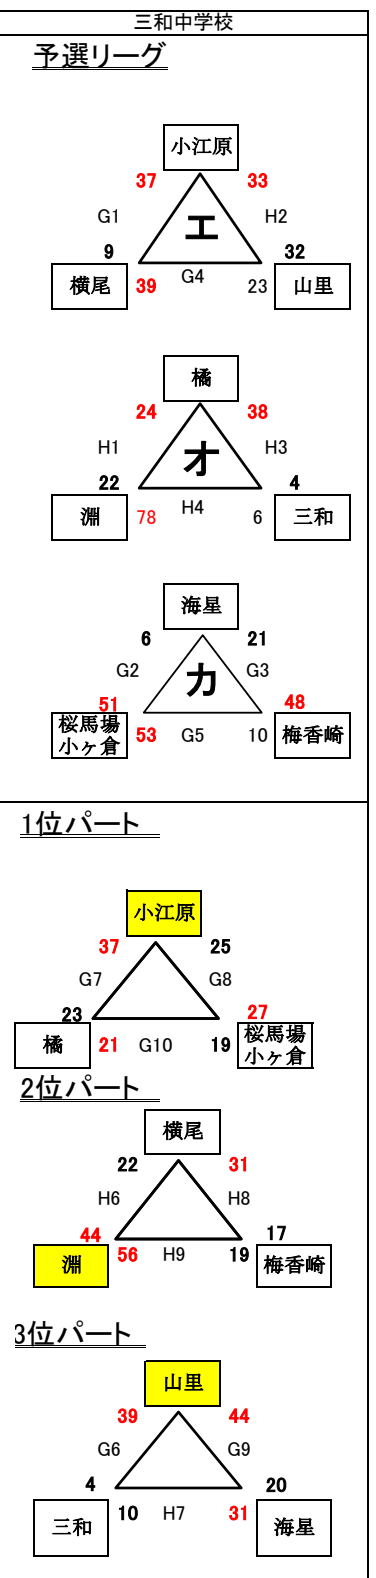 三和中学校
予選リーグ
小江原
37 33
G1 エ H2
9 32
横尾 39 G4 23 山里
橘
24 38
H1 オ H3
22 4
淵 78 H4 6 三和
海星
6 21
G2 カ G3
51 48
桜馬場
小ヶ倉 53 G5 10 梅香崎
1位パート
小江原
37 25
G7 G8
23 27
橘 21 G10 19 桜馬場
小ヶ倉
2位パート
横尾
22 31
H6 H8
44 17
淵 56 H9 19 梅香崎
3位パート
山里
39 44
G6 G9
4 20
三和 10 H7 31 海星